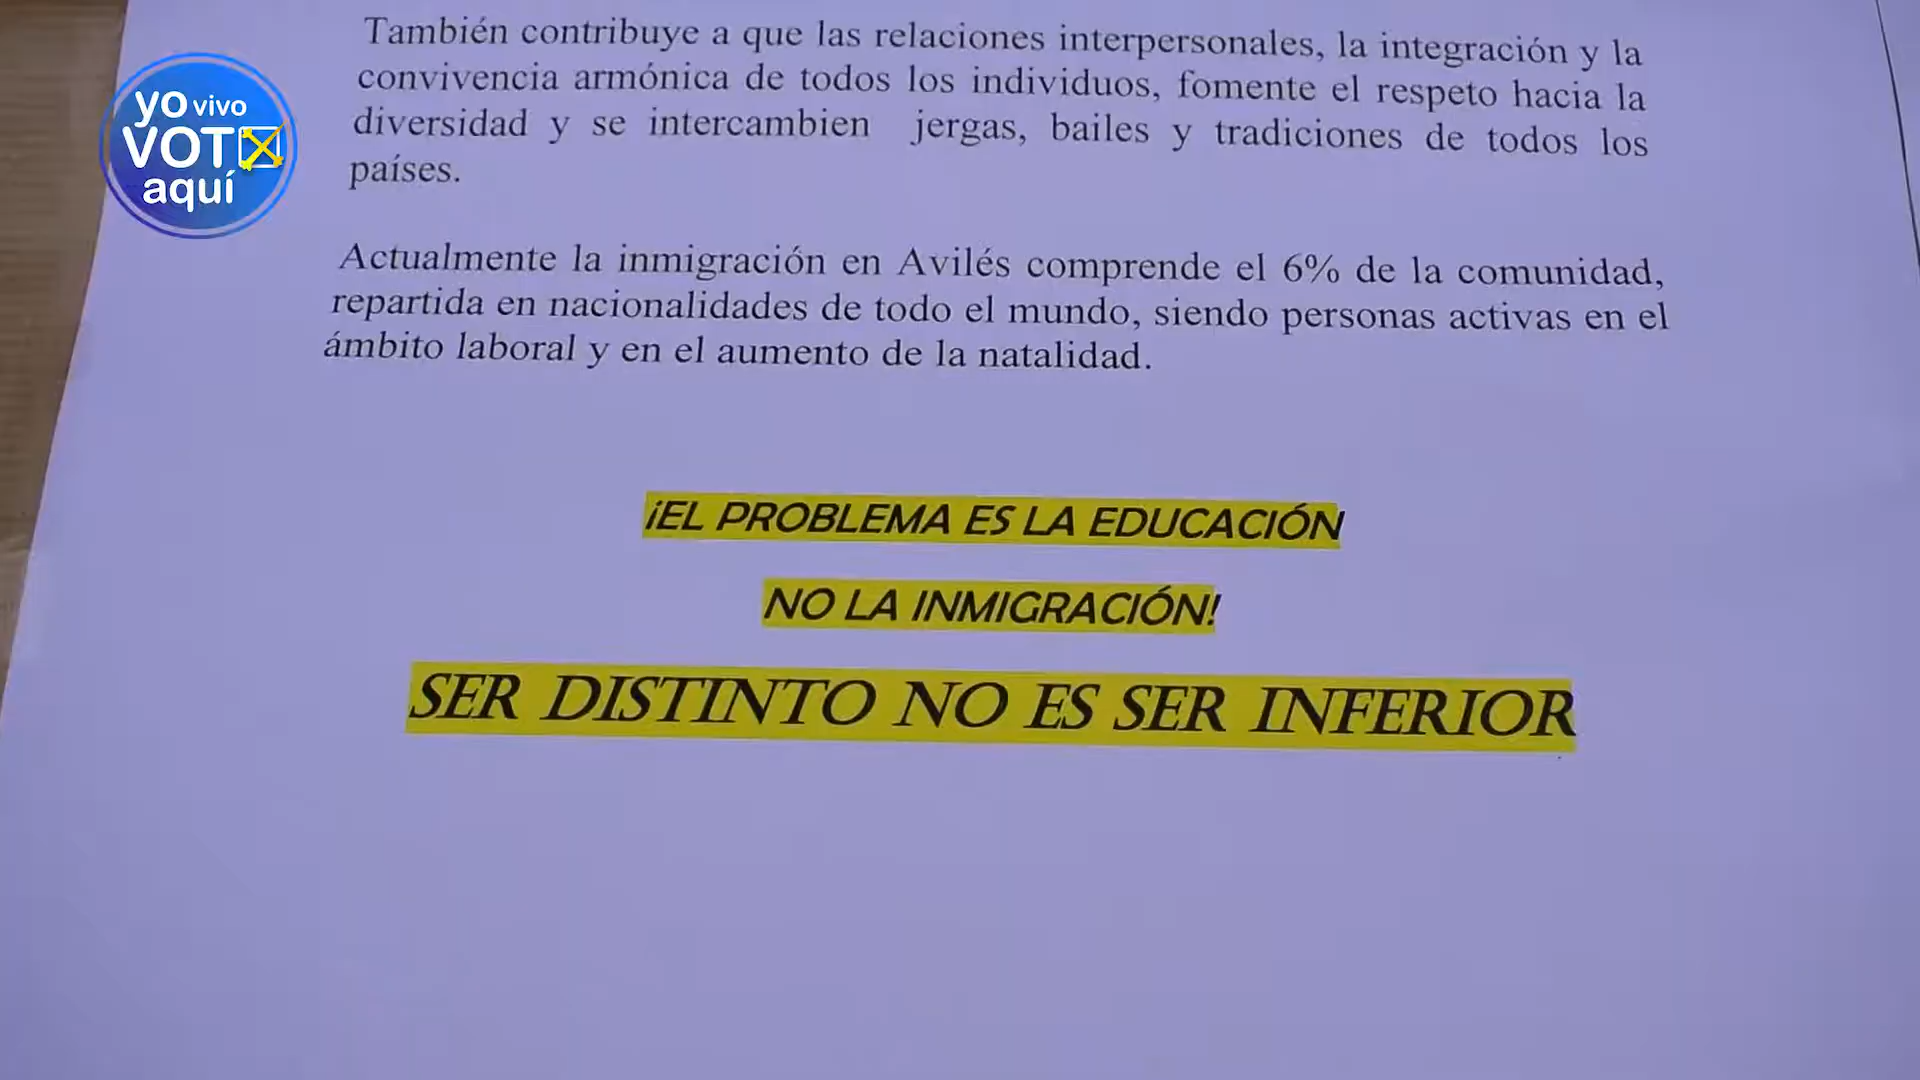 yo vivo
VOTO
aquí
También contribuye a que las relaciones interpersonales, la integración y la
convivencia armónica de todos los individuos, fomente el respeto hacia la
diversidad y se intercambien jergas, bailes y tradiciones de todos los
países.
Actualmente la inmigración en Avilés comprende el 6% de la comunidad,
repartida en nacionalidades de todo el mundo, siendo personas activas en el
ámbito laboral y en el aumento de la natalidad.
¡EL PROBLEMA ES LA EDUCACIÓN
NO LA INMIGRACIÓN!
SER DISTINTO NO ES SER INFERIOR